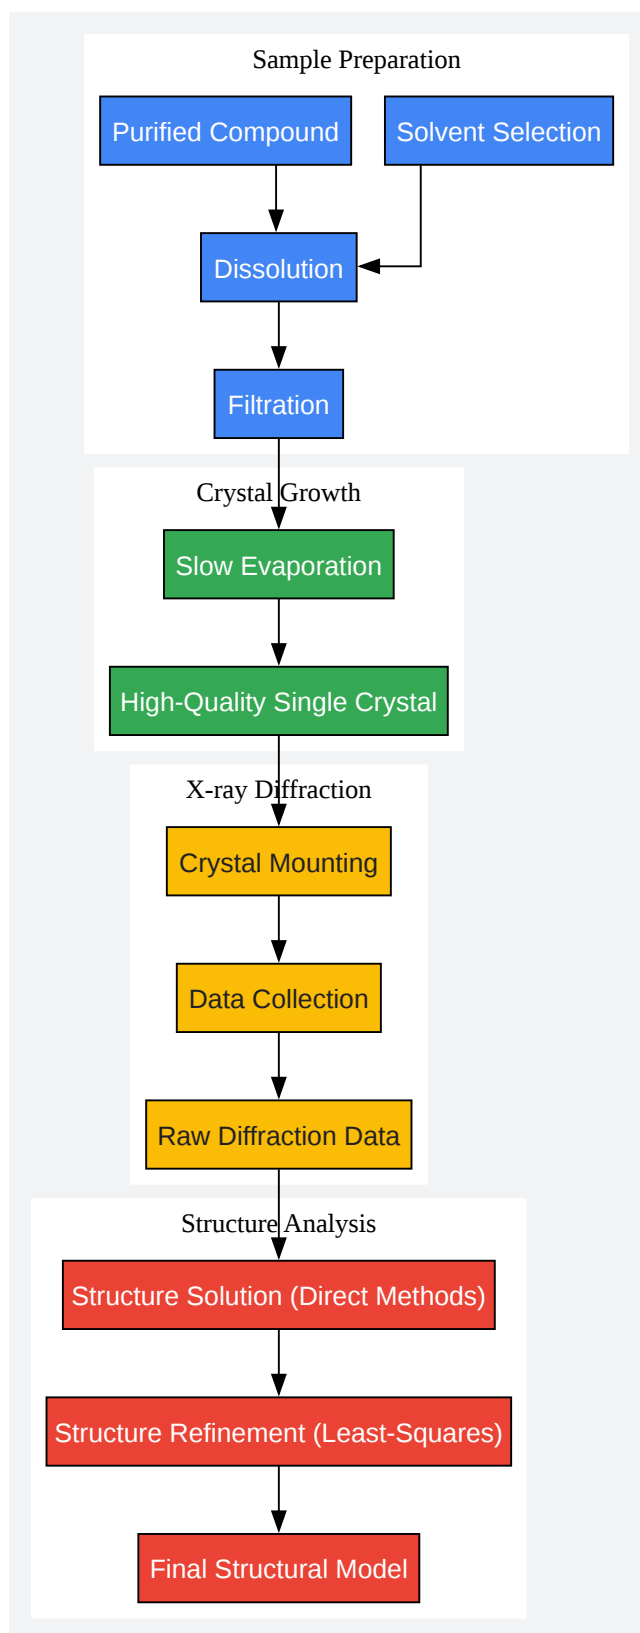 Sample Preparation
Purified Compound
Solvent Selection
Dissolution
Filtration
Crystal Growth
Slow Evaporation
High-Quality Single Crystal
X-ray Diffraction
Crystal Mounting
Data Collection
Raw Diffraction Data
Structure Analysis
Structure Solution (Direct Methods)
Structure Refinement (Least-Squares)
Final Structural Model